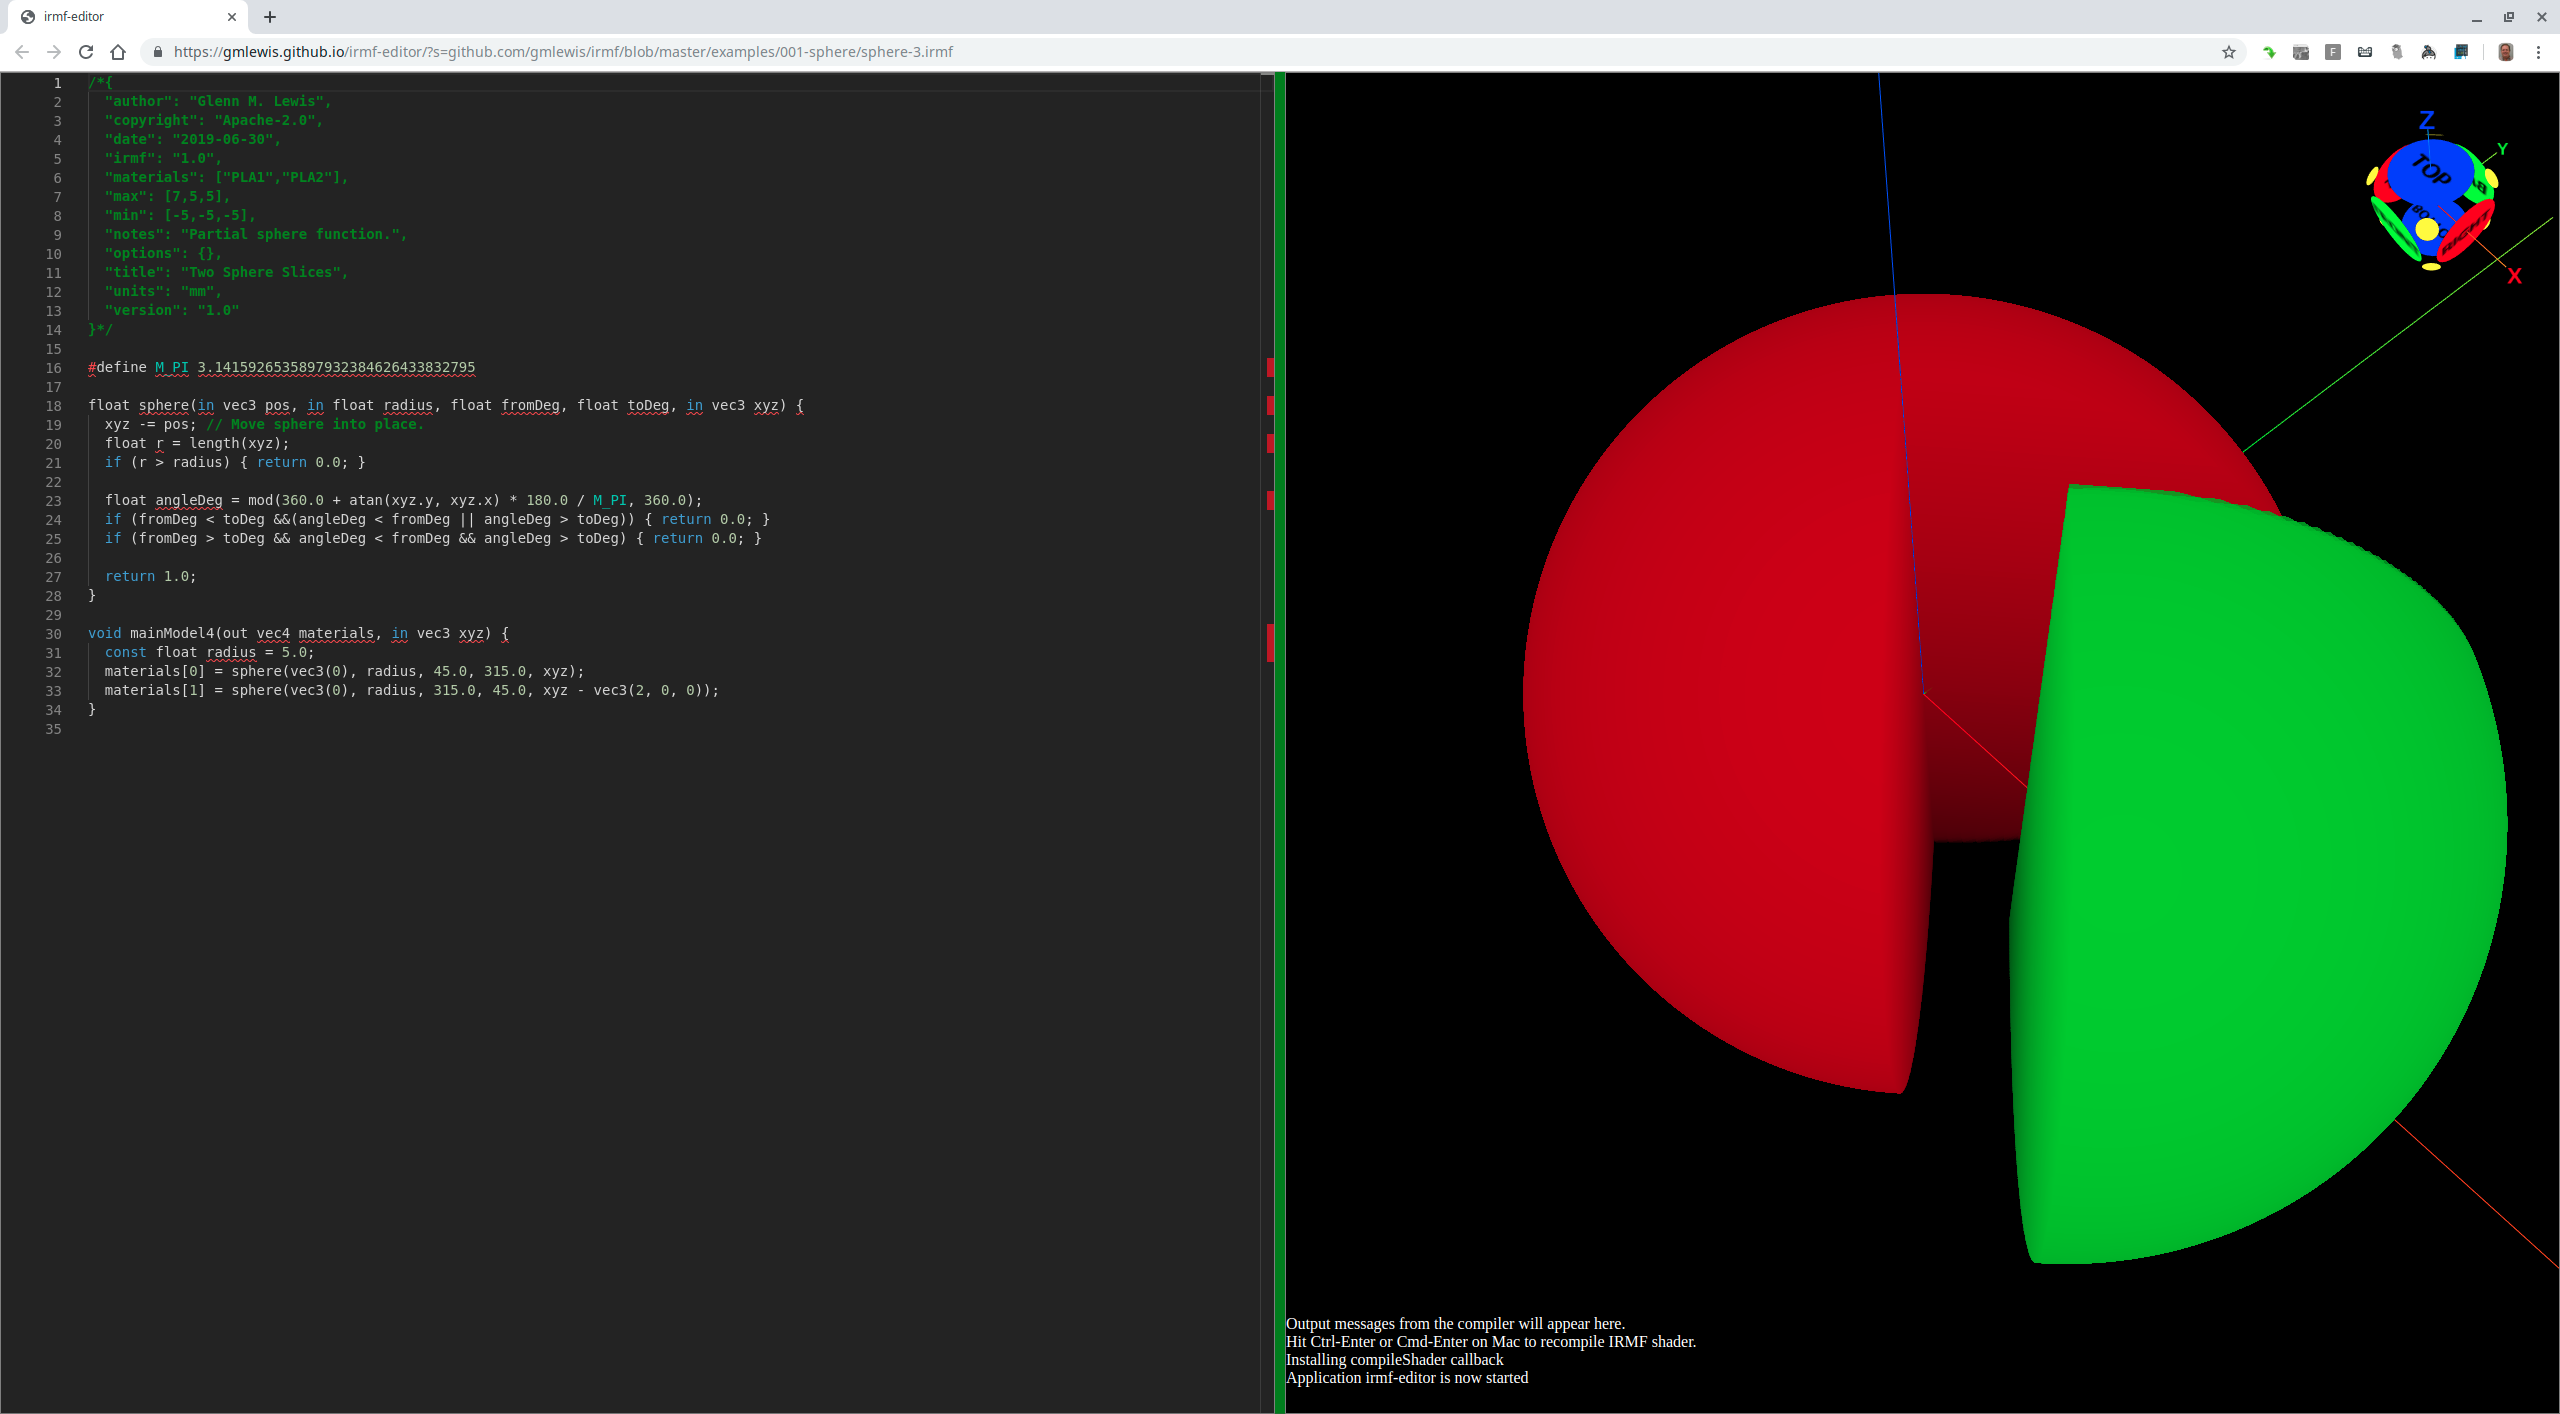 irmf-editor
https://gmlewis.github.io/irmf-editor/?s=github.com/gmlewis/irmf/blob/master/examples/001-sphere/sphere-3.irmf
F
1 /*{
2   "author": "Glenn M. Lewis",
3   "copyright": "Apache-2.0",
4   "date": "2019-06-30",
5   "irmf": "1.0",
6   "materials": ["PLA1","PLA2"],
7   "max": [7,5,5],
8   "min": [-5,-5,-5],
9   "notes": "Partial sphere function.",
10   "options": {},
11   "title": "Two Sphere Slices",
12   "units": "mm",
13   "version": "1.0"
14 }*/
15
16 #define M_PI 3.1415926535897932384626433832795
17
18 float sphere(in vec3 pos, in float radius, float fromDeg, float toDeg, in vec3 xyz) {
19   xyz -= pos; // Move sphere into place.
20   float r = length(xyz);
21   if (r > radius) { return 0.0; }
22
23   float angleDeg = mod(360.0 + atan(xyz.y, xyz.x) * 180.0 / M_PI, 360.0);
24   if (fromDeg < toDeg &&(angleDeg < fromDeg || angleDeg > toDeg)) { return 0.0; }
25   if (fromDeg > toDeg && angleDeg < fromDeg && angleDeg > toDeg) { return 0.0; }
26
27   return 1.0;
28 }
29
30 void mainModel4(out vec4 materials, in vec3 xyz) {
31   const float radius = 5.0;
32   materials[0] = sphere(vec3(0), radius, 45.0, 315.0, xyz);
33   materials[1] = sphere(vec3(0), radius, 315.0, 45.0, xyz - vec3(2, 0, 0));
34 }
35
Z
Y
TOP
RIGHT
X
Output messages from the compiler will appear here.
Hit Ctrl-Enter or Cmd-Enter on Mac to recompile IRMF shader.
Installing compileShader callback
Application irmf-editor is now started